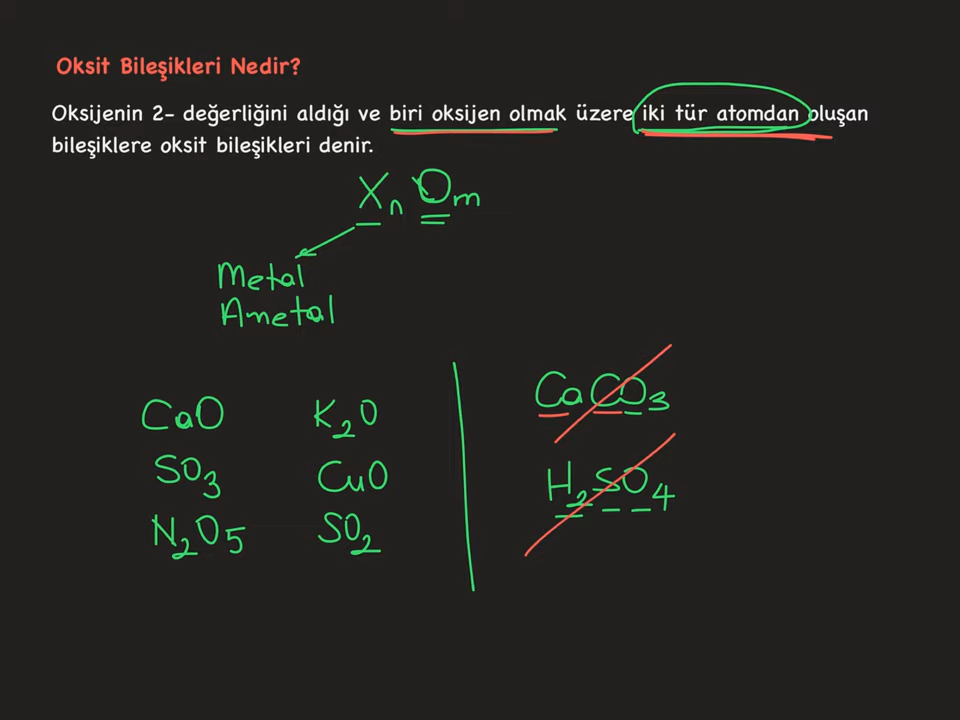 Oksit Bileşikleri Nedir?
Oksijenin 2- değerliğini aldığı ve biri oksijen olmak üzere iki tür atomdan oluşan
bileşiklere oksit bileşikleri denir.
XₙOₘ
Metal
Ametal
CaO K₂O
SO₃ CuO
N₂O₅ SO₂
CaCO₃
H₂SO₄